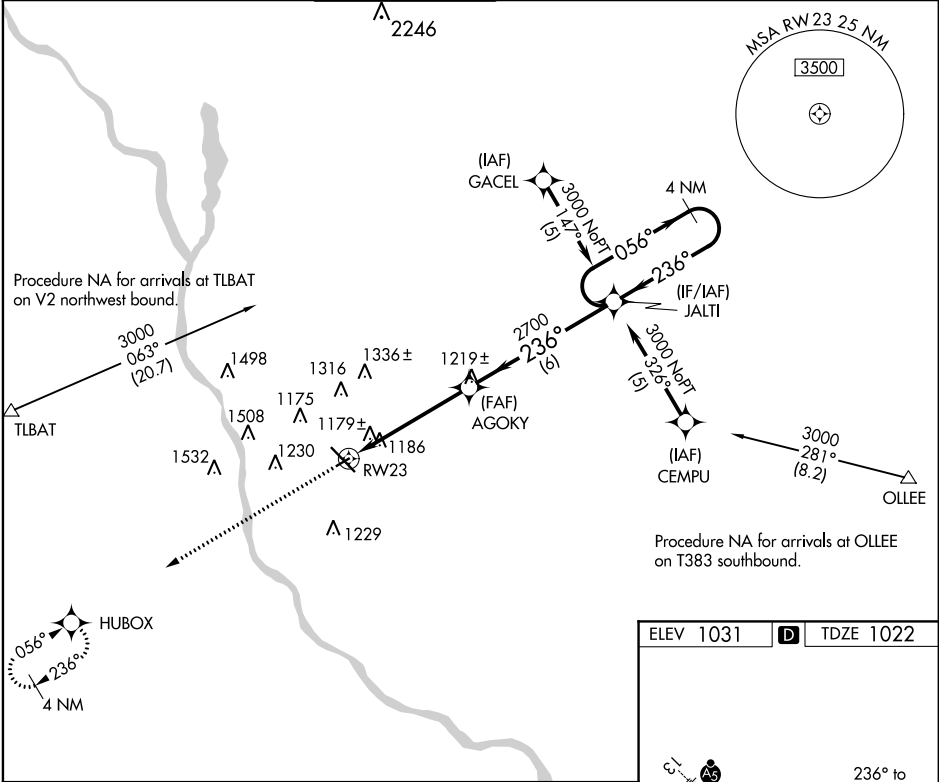 2246
MSA RW23 25 NM
3500
(IAF)
GACEL
3000 NoPT
147°
(5)
4 NM
056°
236°
(IF/IAF)
JALTI
Procedure NA for arrivals at TLBAT
on V2 northwest bound.
3000
063°
(20.7)
TLBAT
2700
236°
(6)
3000 NoPT
326°
(5)
1498
1316
1336±
1219±
1175
1508
1179±
1186
1532
1230
RW23
(FAF)
AGOKY
(IAF)
CEMPU
3000
281°
(8.2)
OLLEE
1229
Procedure NA for arrivals at OLLEE
on T383 southbound.
HUBOX
056°
236°
4 NM
ELEV 1031
D
TDZE 1022
13
A5
236° to